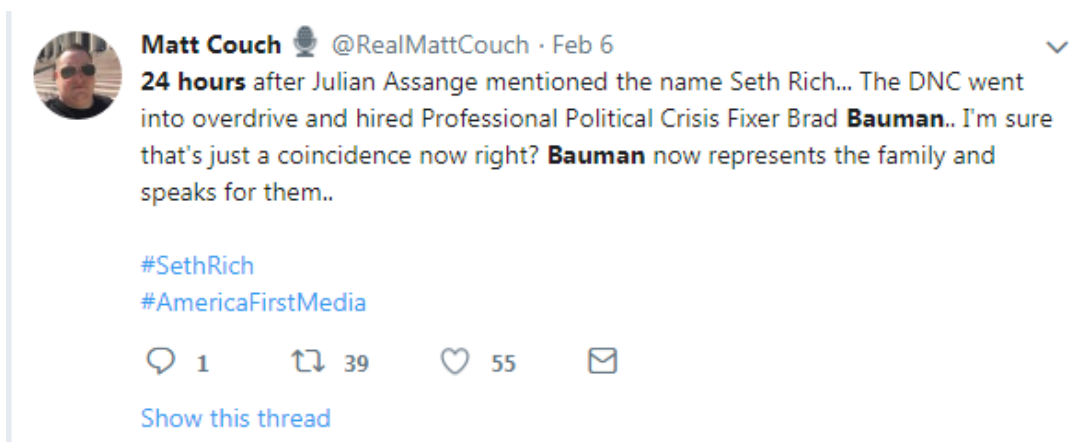 Matt Couch 🎙 @RealMattCouch · Feb 6
24 hours after Julian Assange mentioned the name Seth Rich... The DNC went
into overdrive and hired Professional Political Crisis Fixer Brad Bauman.. I'm sure
that's just a coincidence now right? Bauman now represents the family and
speaks for them..
#SethRich
#AmericaFirstMedia
1 39 55
Show this thread